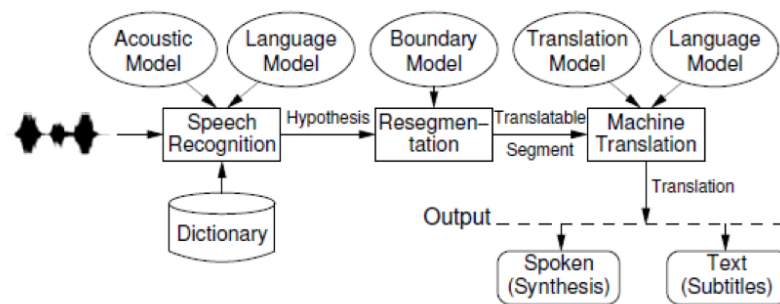 Acoustic
Model
Language
Model
Boundary
Model
Translation
Model
Language
Model
Speech
Recognition
Hypothesis
Resegmen-
tation
Translatable
Segment
Machine
Translation
Dictionary
Translation
Output
Spoken
(Synthesis)
Text
(Subtitles)